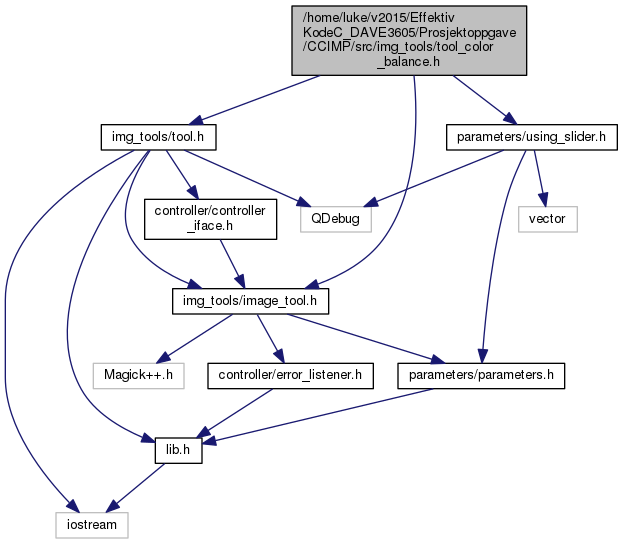 /home/luke/v2015/Effektiv
KodeC_DAVE3605/Prosjektoppgave
/CCIMP/src/img_tools/tool_color
_balance.h
img_tools/tool.h
parameters/using_slider.h
controller/controller
_iface.h
QDebug
vector
img_tools/image_tool.h
Magick++.h
controller/error_listener.h
parameters/parameters.h
lib.h
iostream